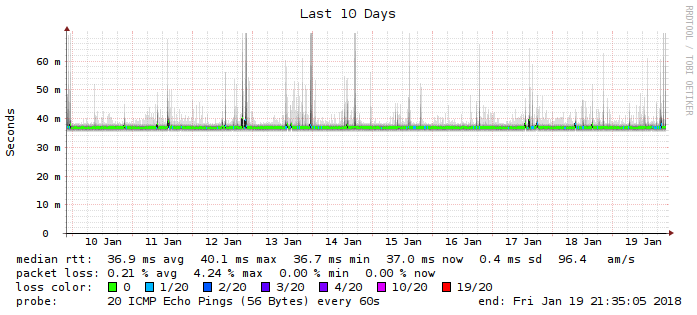 Last 10 Days
RRDTOOL / TOBI OETIKER
Seconds
60 m
50 m
40 m
30 m
20 m
10 m
0
10 Jan 11 Jan 12 Jan 13 Jan 14 Jan 15 Jan 16 Jan 17 Jan 18 Jan 19 Jan
median rtt: 36.9 ms avg 40.1 ms max 36.7 ms min 37.0 ms now 0.4 ms sd 96.4 am/s
packet loss: 0.21 % avg 4.24 % max 0.00 % min 0.00 % now
loss color: 0 1/20 2/20 3/20 4/20 10/20 19/20
probe: 20 ICMP Echo Pings (56 Bytes) every 60s end: Fri Jan 19 21:35:05 2018